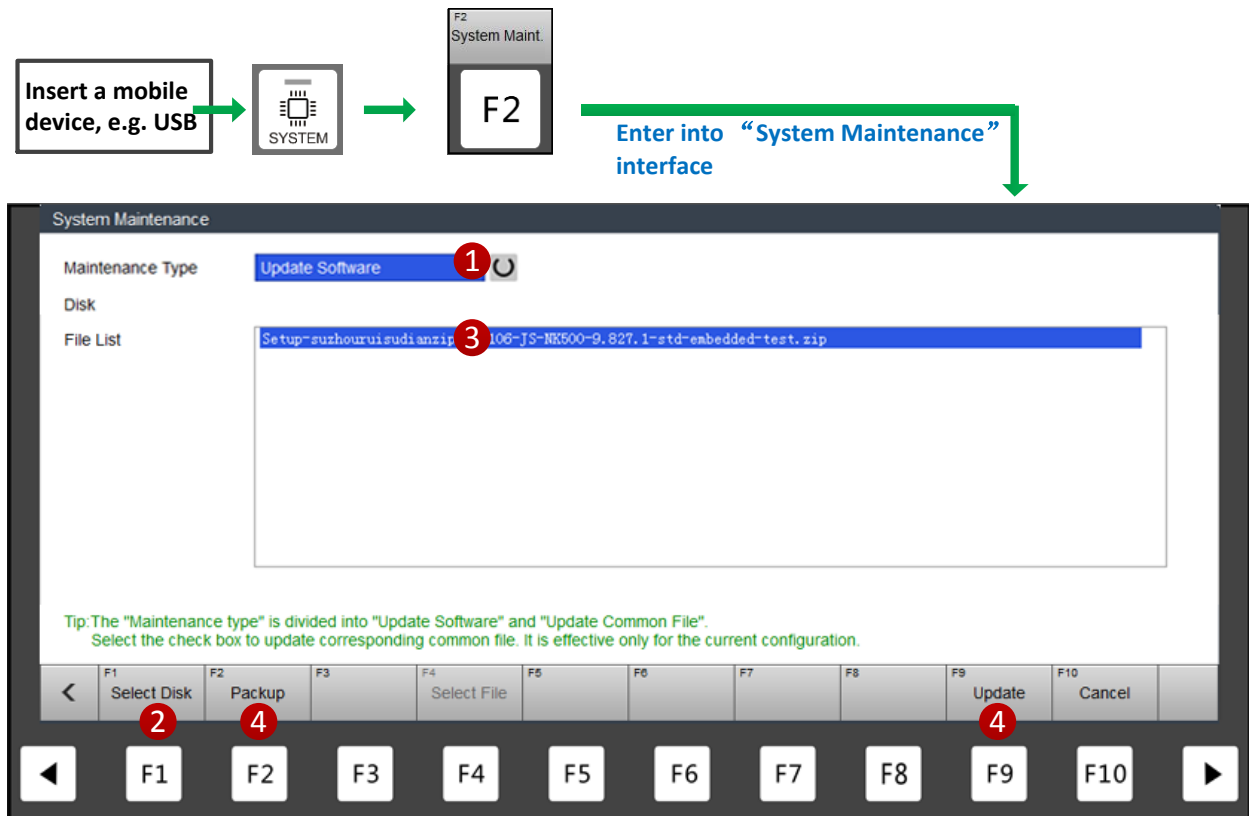 F2
System Maint.
Insert a mobile
device, e.g. USB
SYSTEM
F2
Enter into “System Maintenance”
interface
System Maintenance
Maintenance Type
Update Software
1
Disk
File List
Setup-suzhouruisudianzip 3 106-JS-NK500-9.827.1-std-embedded-test.zip
Tip:The "Maintenance type" is divided into "Update Software" and "Update Common File".
Select the check box to update corresponding common file. It is effective only for the current configuration.
F1 Select Disk
F2 Packup
F3
F4 Select File
F5
F6
F7
F8
F9 Update
F10 Cancel
2
4
4
F1
F2
F3
F4
F5
F6
F7
F8
F9
F10